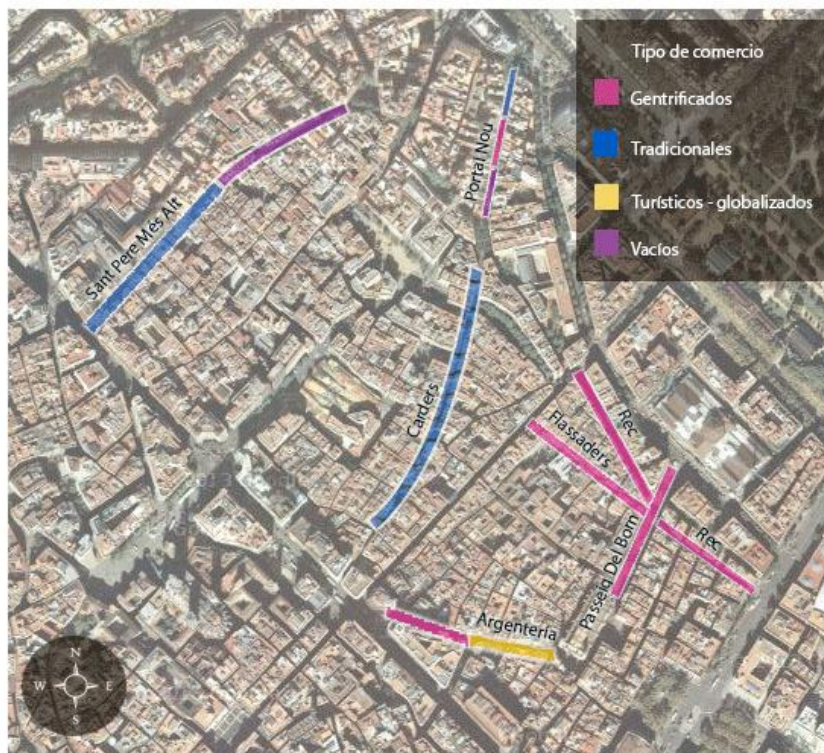 Tipo de comercio
Gentrificados
Tradicionales
Turísticos - globalizados
Vacíos
Portal Nou
Sant Pere Més Alt
Carders
Rec
Flassaders
Rec
Passeig Del Born
Argenteria
N
W
E
S